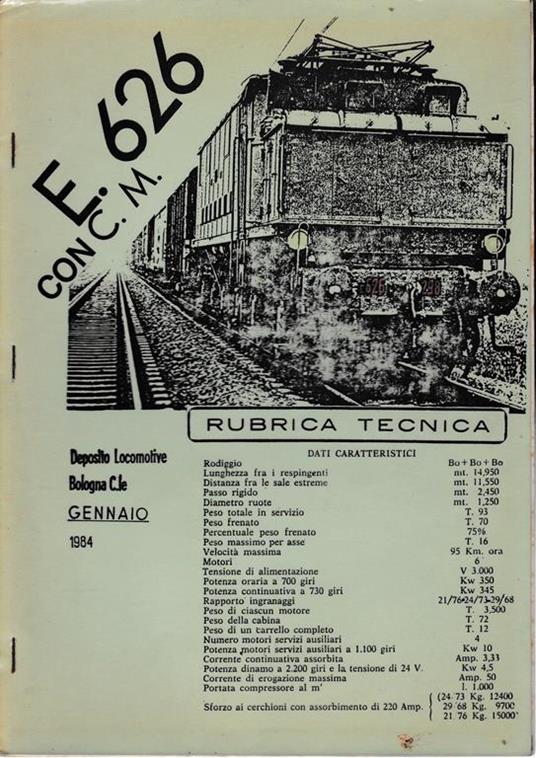 E. 626
CON C. M.
626 298
RUBRICA TECNICA
Deposito Locomotive
Bologna C.le
GENNAIO
1984
DATI CARATTERISTICI
Rodiggio Bo+Bo+Bo
Lunghezza fra i respingenti mt. 14,950
Distanza fra le sale estreme mt. 11,550
Passo rigido mt. 2,450
Diametro ruote mt. 1,250
Peso totale in servizio T. 93
Peso frenato T. 70
Percentuale peso frenato 75%
Peso massimo per asse T. 16
Velocità massima 95 Km. ora
Motori 6
Tensione di alimentazione V 3.000
Potenza oraria a 700 giri Kw 350
Potenza continuativa a 730 giri Kw 345
Rapporto ingranaggi 21/76•24/73-29/68
Peso di ciascun motore T. 3,500
Peso della cabina T. 72
Peso di un carrello completo T. 12
Numero motori servizi ausiliari 4
Potenza motori servizi ausiliari a 1.100 giri Kw 10
Corrente continuativa assorbita Amp. 3,33
Potenza dinamo a 2.200 giri e la tensione di 24 V. Kw 4,5
Corrente di erogazione massima Amp. 50
Portata compressore al m' l. 1.000
Sforzo ai cerchioni con assorbimento di 220 Amp. (24/73 Kg. 12400
29/68 Kg. 9700
21/76 Kg. 15000